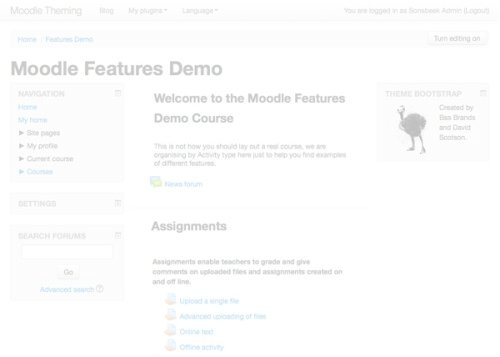 Moodle Theming Blog My plugins Language You are logged in as Sonsbeek Admin (Logout)
Home / Features Demo Turn editing on
Moodle Features Demo
NAVIGATION
Home
My home
Site pages
My profile
Current course
Courses
SETTINGS
SEARCH FORUMS
Go
Advanced search
Welcome to the Moodle Features
Demo Course
This is not how you should lay out a real course, we are
organising by Activity type here just to help you find examples
of different features.
News forum
Assignments
Assignments enable teachers to grade and give
comments on uploaded files and assignments created on
and off line.
Upload a single file
Advanced uploading of files
Online text
Offline activity
THEME BOOTSTRAP
Created by
Bas Brands
and David
Scotson.